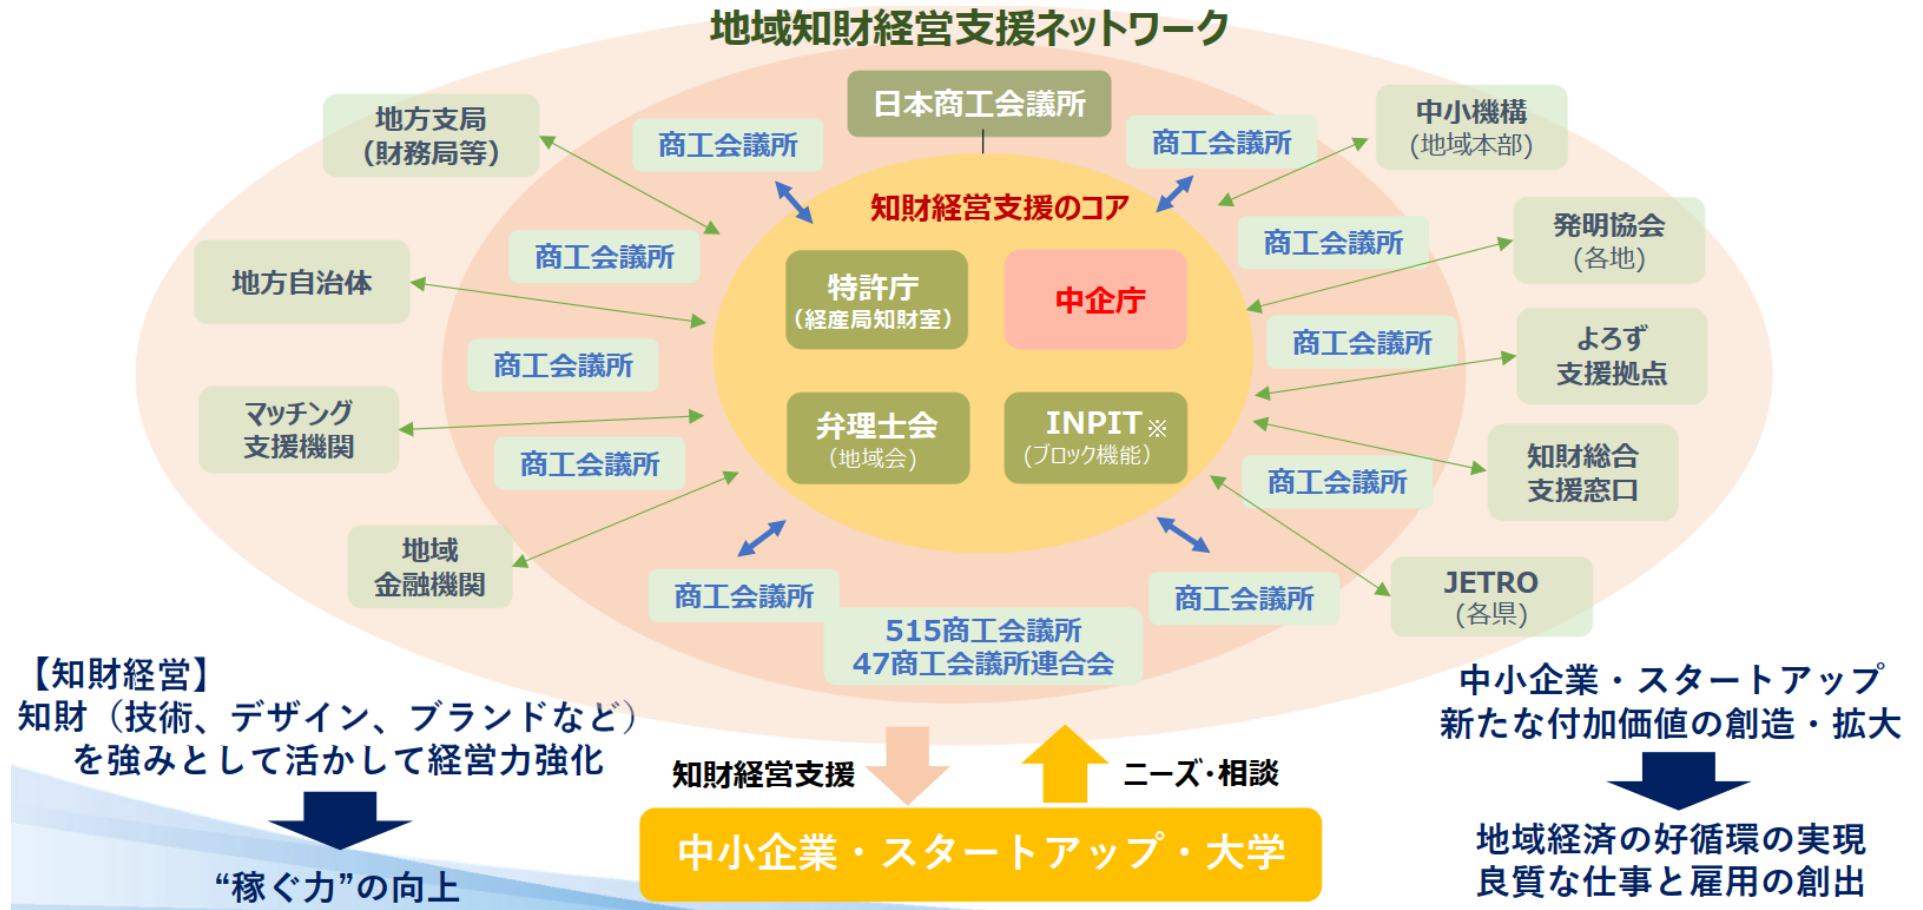 地域知財経営支援ネットワーク
日本商工会議所
地方支局
（財務局等）
商工会議所
商工会議所
中小機構
(地域本部)
知財経営支援のコア
商工会議所
商工会議所
発明協会
(各地)
地方自治体
特許庁
（経産局知財室）
中企庁
商工会議所
商工会議所
よろず
支援拠点
マッチング
支援機関
弁理士会
（地域会）
INPIT※
(ブロック機能）
商工会議所
商工会議所
知財総合
支援窓口
地域
金融機関
商工会議所
商工会議所
JETRO
(各県)
515商工会議所
47商工会議所連合会
【知財経営】
知財（技術、デザイン、ブランドなど）
を強みとして活かして経営力強化
“稼ぐ力”の向上
知財経営支援
ニーズ・相談
中小企業・スタートアップ・大学
中小企業・スタートアップ
新たな付加価値の創造・拡大
地域経済の好循環の実現
良質な仕事と雇用の創出